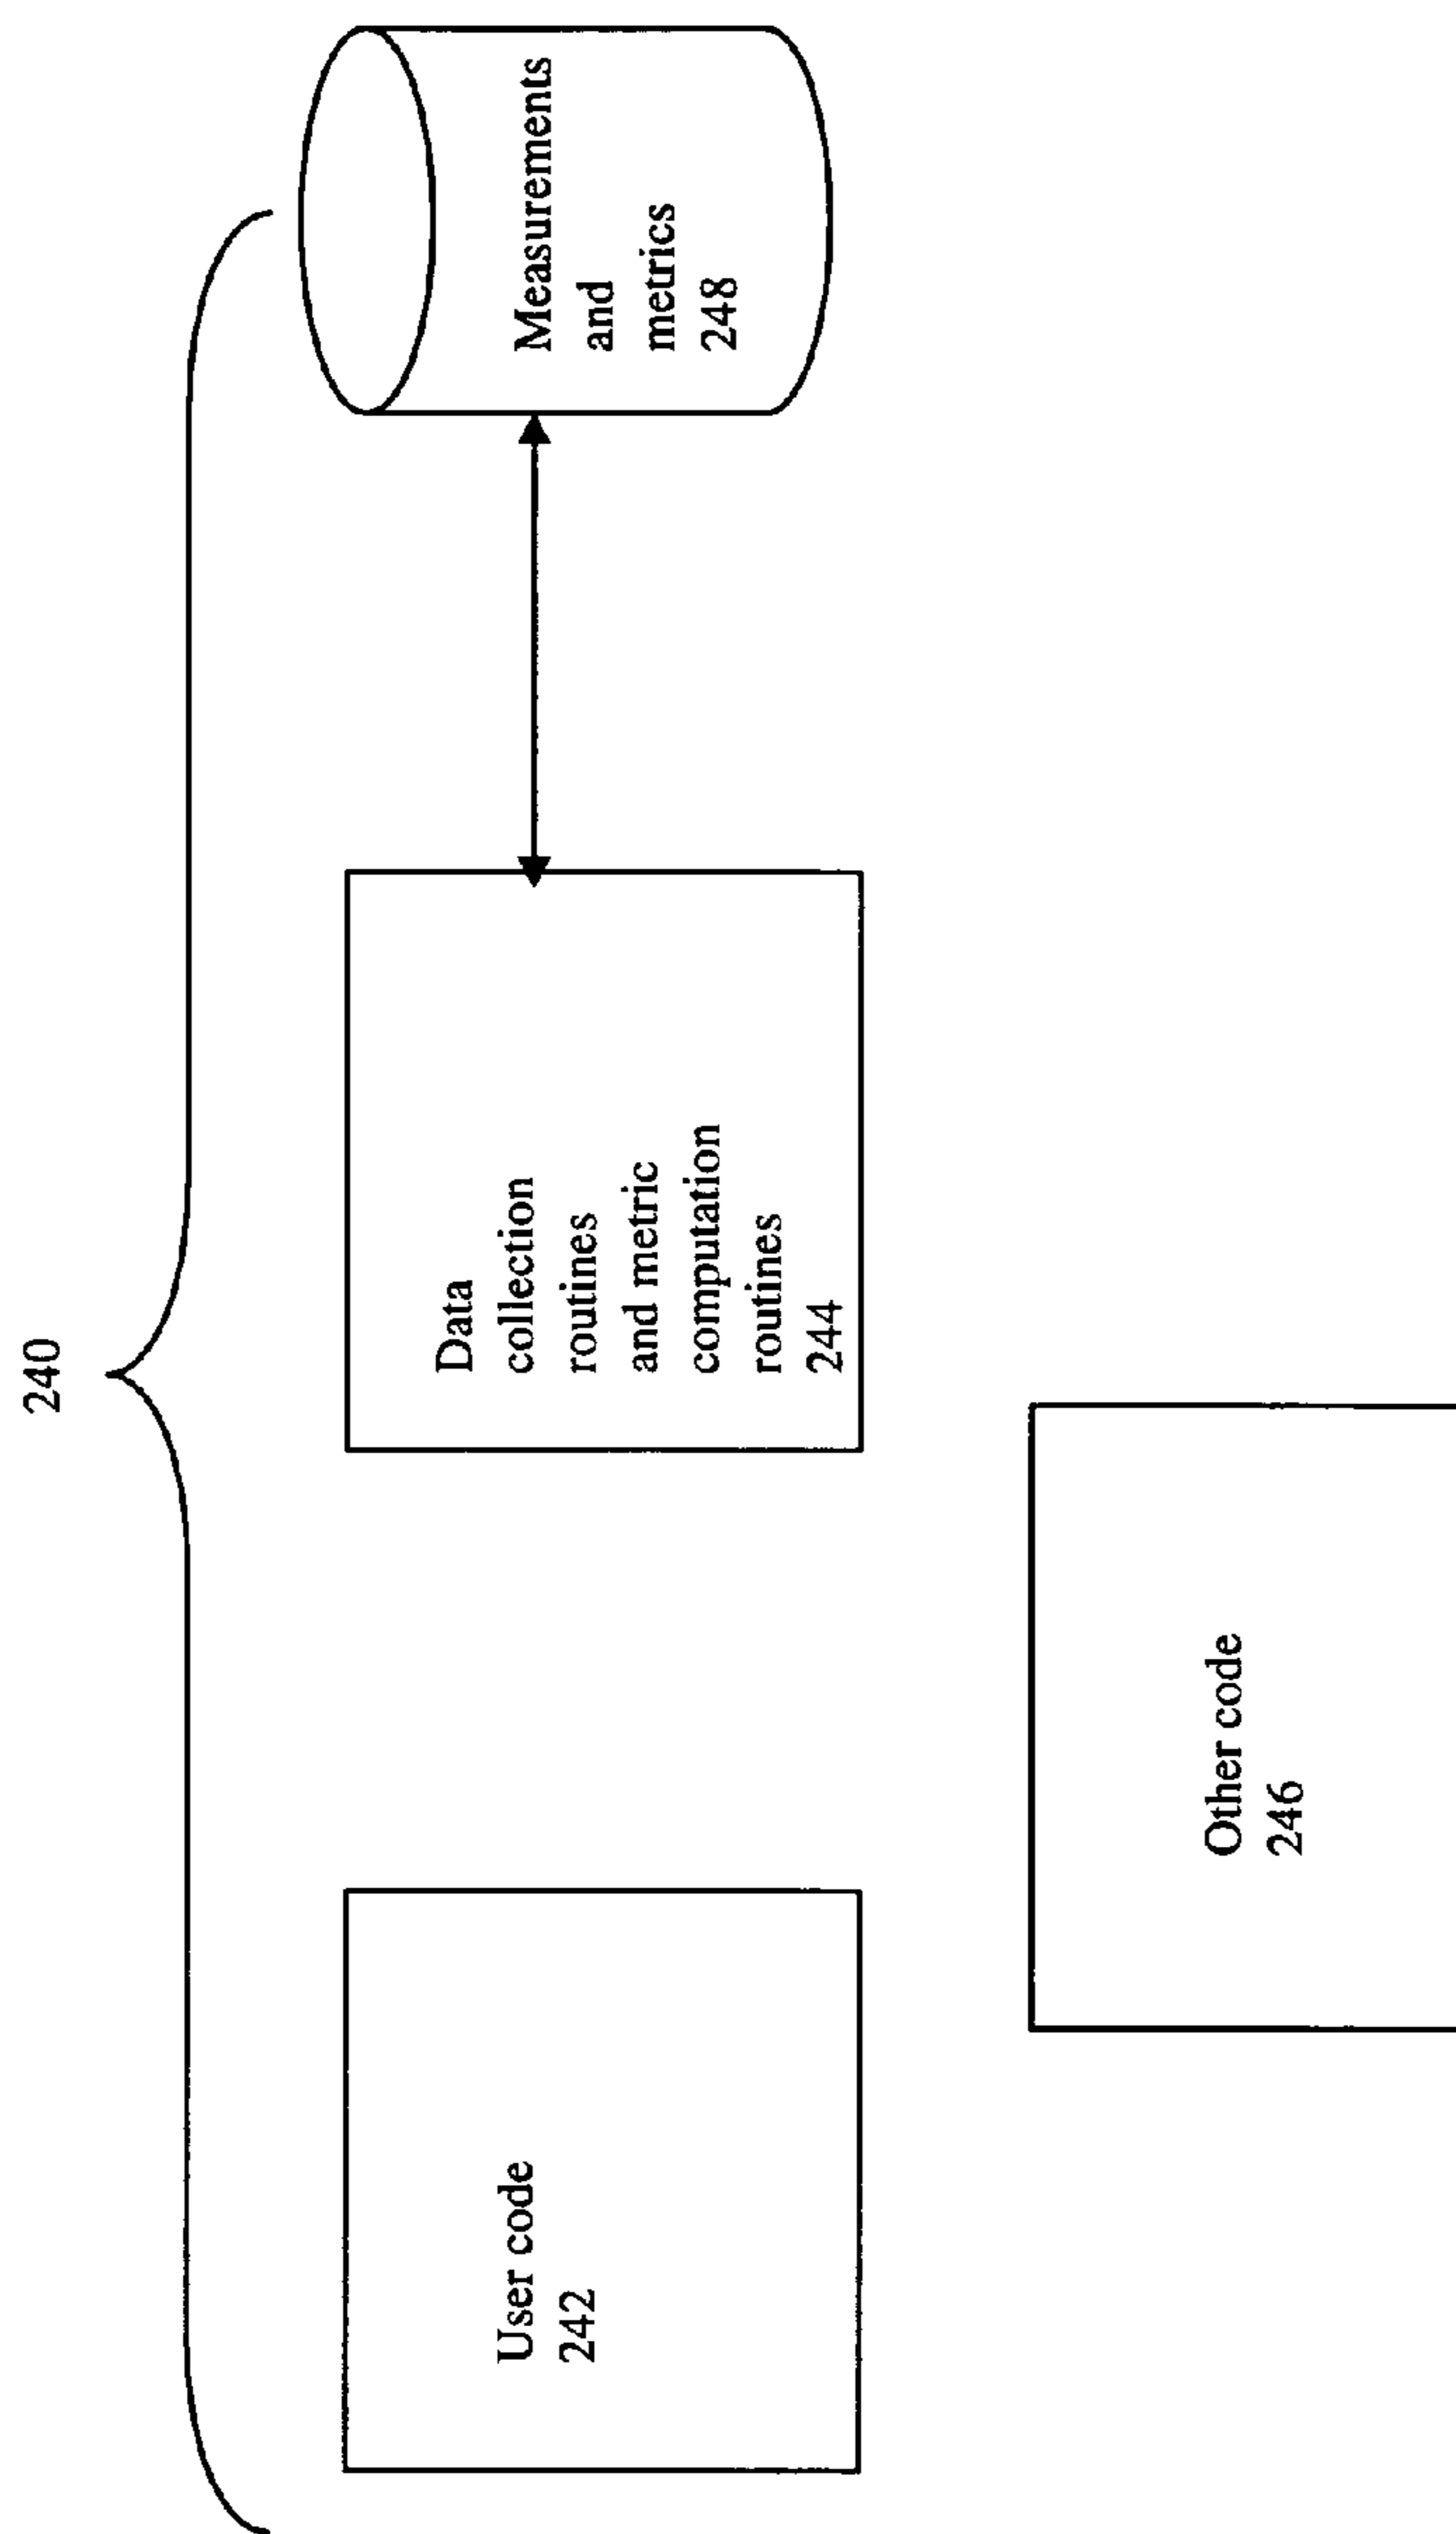 240
User code
242
Data
collection
routines
and metric
computation
routines
244
Measurements
and
metrics
248
Other code
246